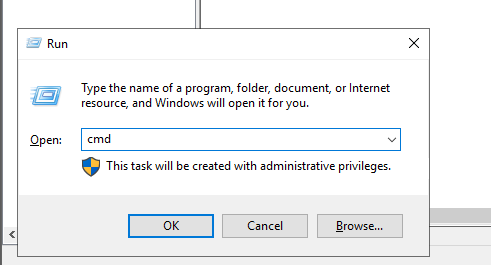 Run
Type the name of a program, folder, document, or Internet
resource, and Windows will open it for you.
Open: cmd
This task will be created with administrative privileges.
OK Cancel Browse...